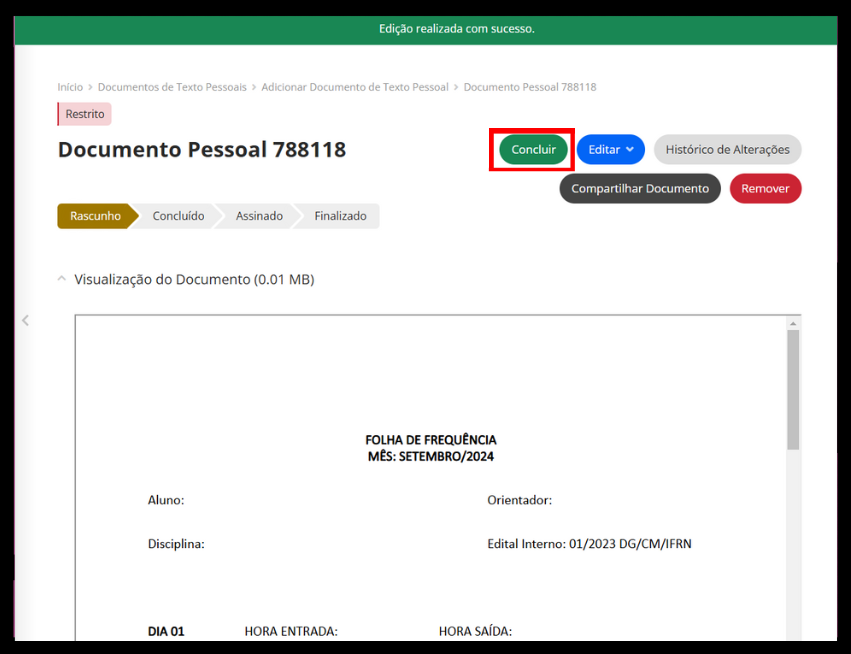 Edição realizada com sucesso.
Início > Documentos de Texto Pessoais > Adicionar Documento de Texto Pessoal > Documento Pessoal 788118
Restrito
Documento Pessoal 788118
Concluir
Editar
Histórico de Alterações
Compartilhar Documento
Remover
Rascunho
Concluído
Assinado
Finalizado
Visualização do Documento (0.01 MB)
FOLHA DE FREQUÊNCIA
MÊS: SETEMBRO/2024
Aluno:
Orientador:
Disciplina:
Edital Interno: 01/2023 DG/CM/IFRN
DIA 01 HORA ENTRADA: HORA SAÍDA: